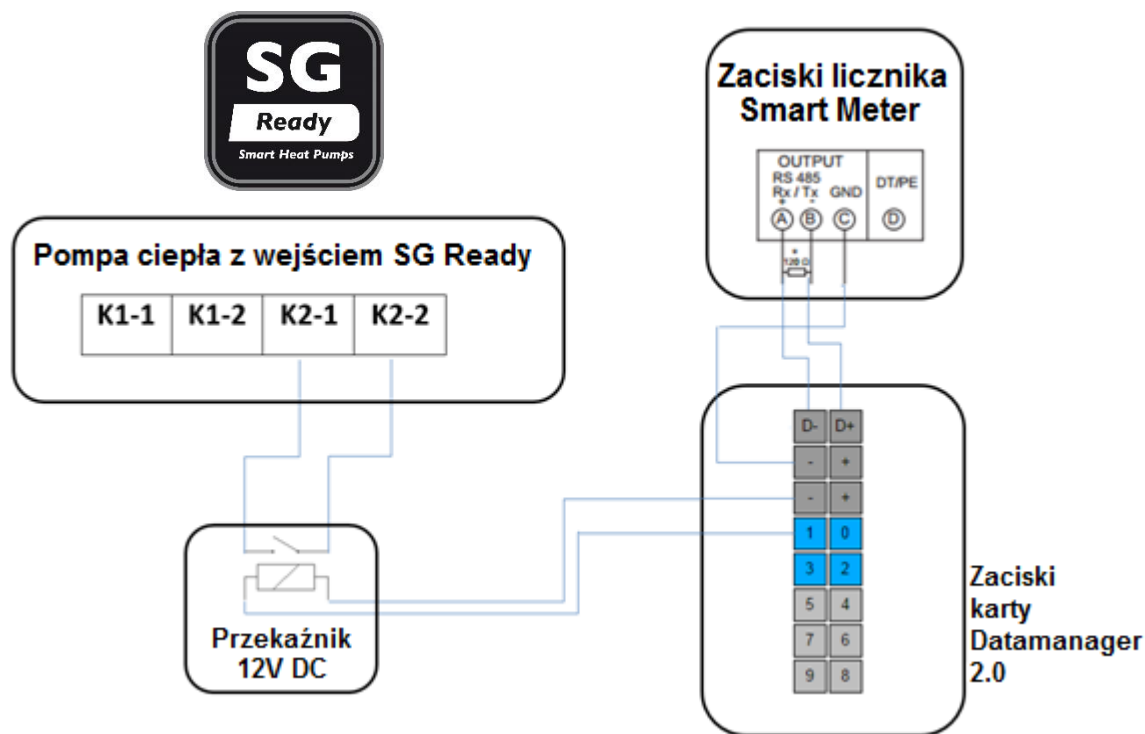 SG
Ready
Smart Heat Pumps
Zaciski licznika
Smart Meter
OUTPUT
RS 485
Rx / Tx GND
DT/PE
+ -
A B C D
*
120 Ω
Pompa ciepła z wejściem SG Ready
K1-1 K1-2 K2-1 K2-2
D- D+
- +
- +
1 0
3 2
5 4
7 6
9 8
Zaciski
karty
Datamanager
2.0
Przekaźnik
12V DC